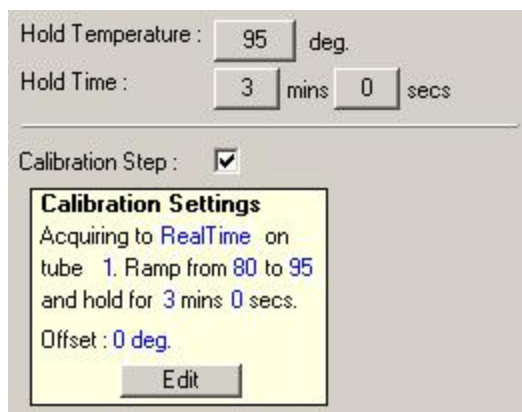 Hold Temperature : 95 deg.
Hold Time : 3 mins 0 secs
Calibration Step :
Calibration Settings
Acquiring to RealTime on
tube 1. Ramp from 80 to 95
and hold for 3 mins 0 secs.
Offset : 0 deg.
Edit